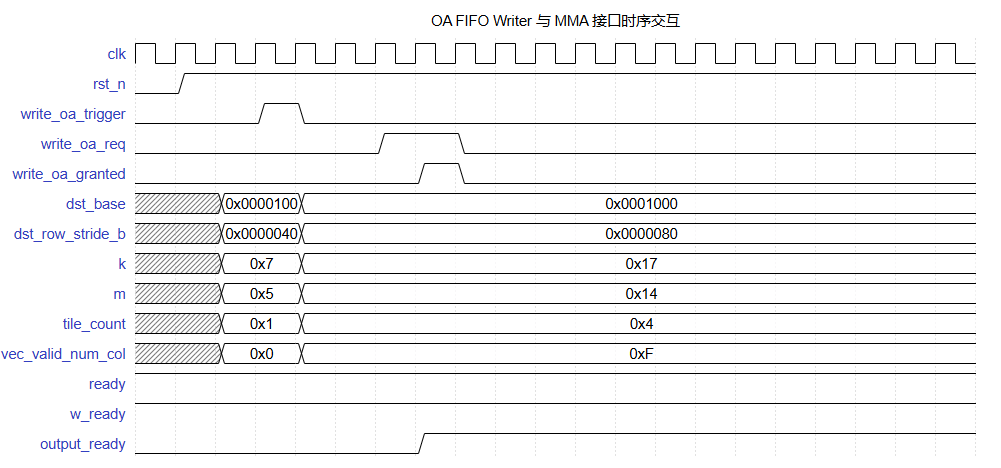 OA FIFO Writer 与 MMA 接口时序交互
clk
rst_n
write_oa_trigger
write_oa_req
write_oa_granted
dst_base 0x0000100 0x0001000
dst_row_stride_b 0x0000040 0x0000080
k 0x7 0x17
m 0x5 0x14
tile_count 0x1 0x4
vec_valid_num_col 0x0 0xF
ready
w_ready
output_ready